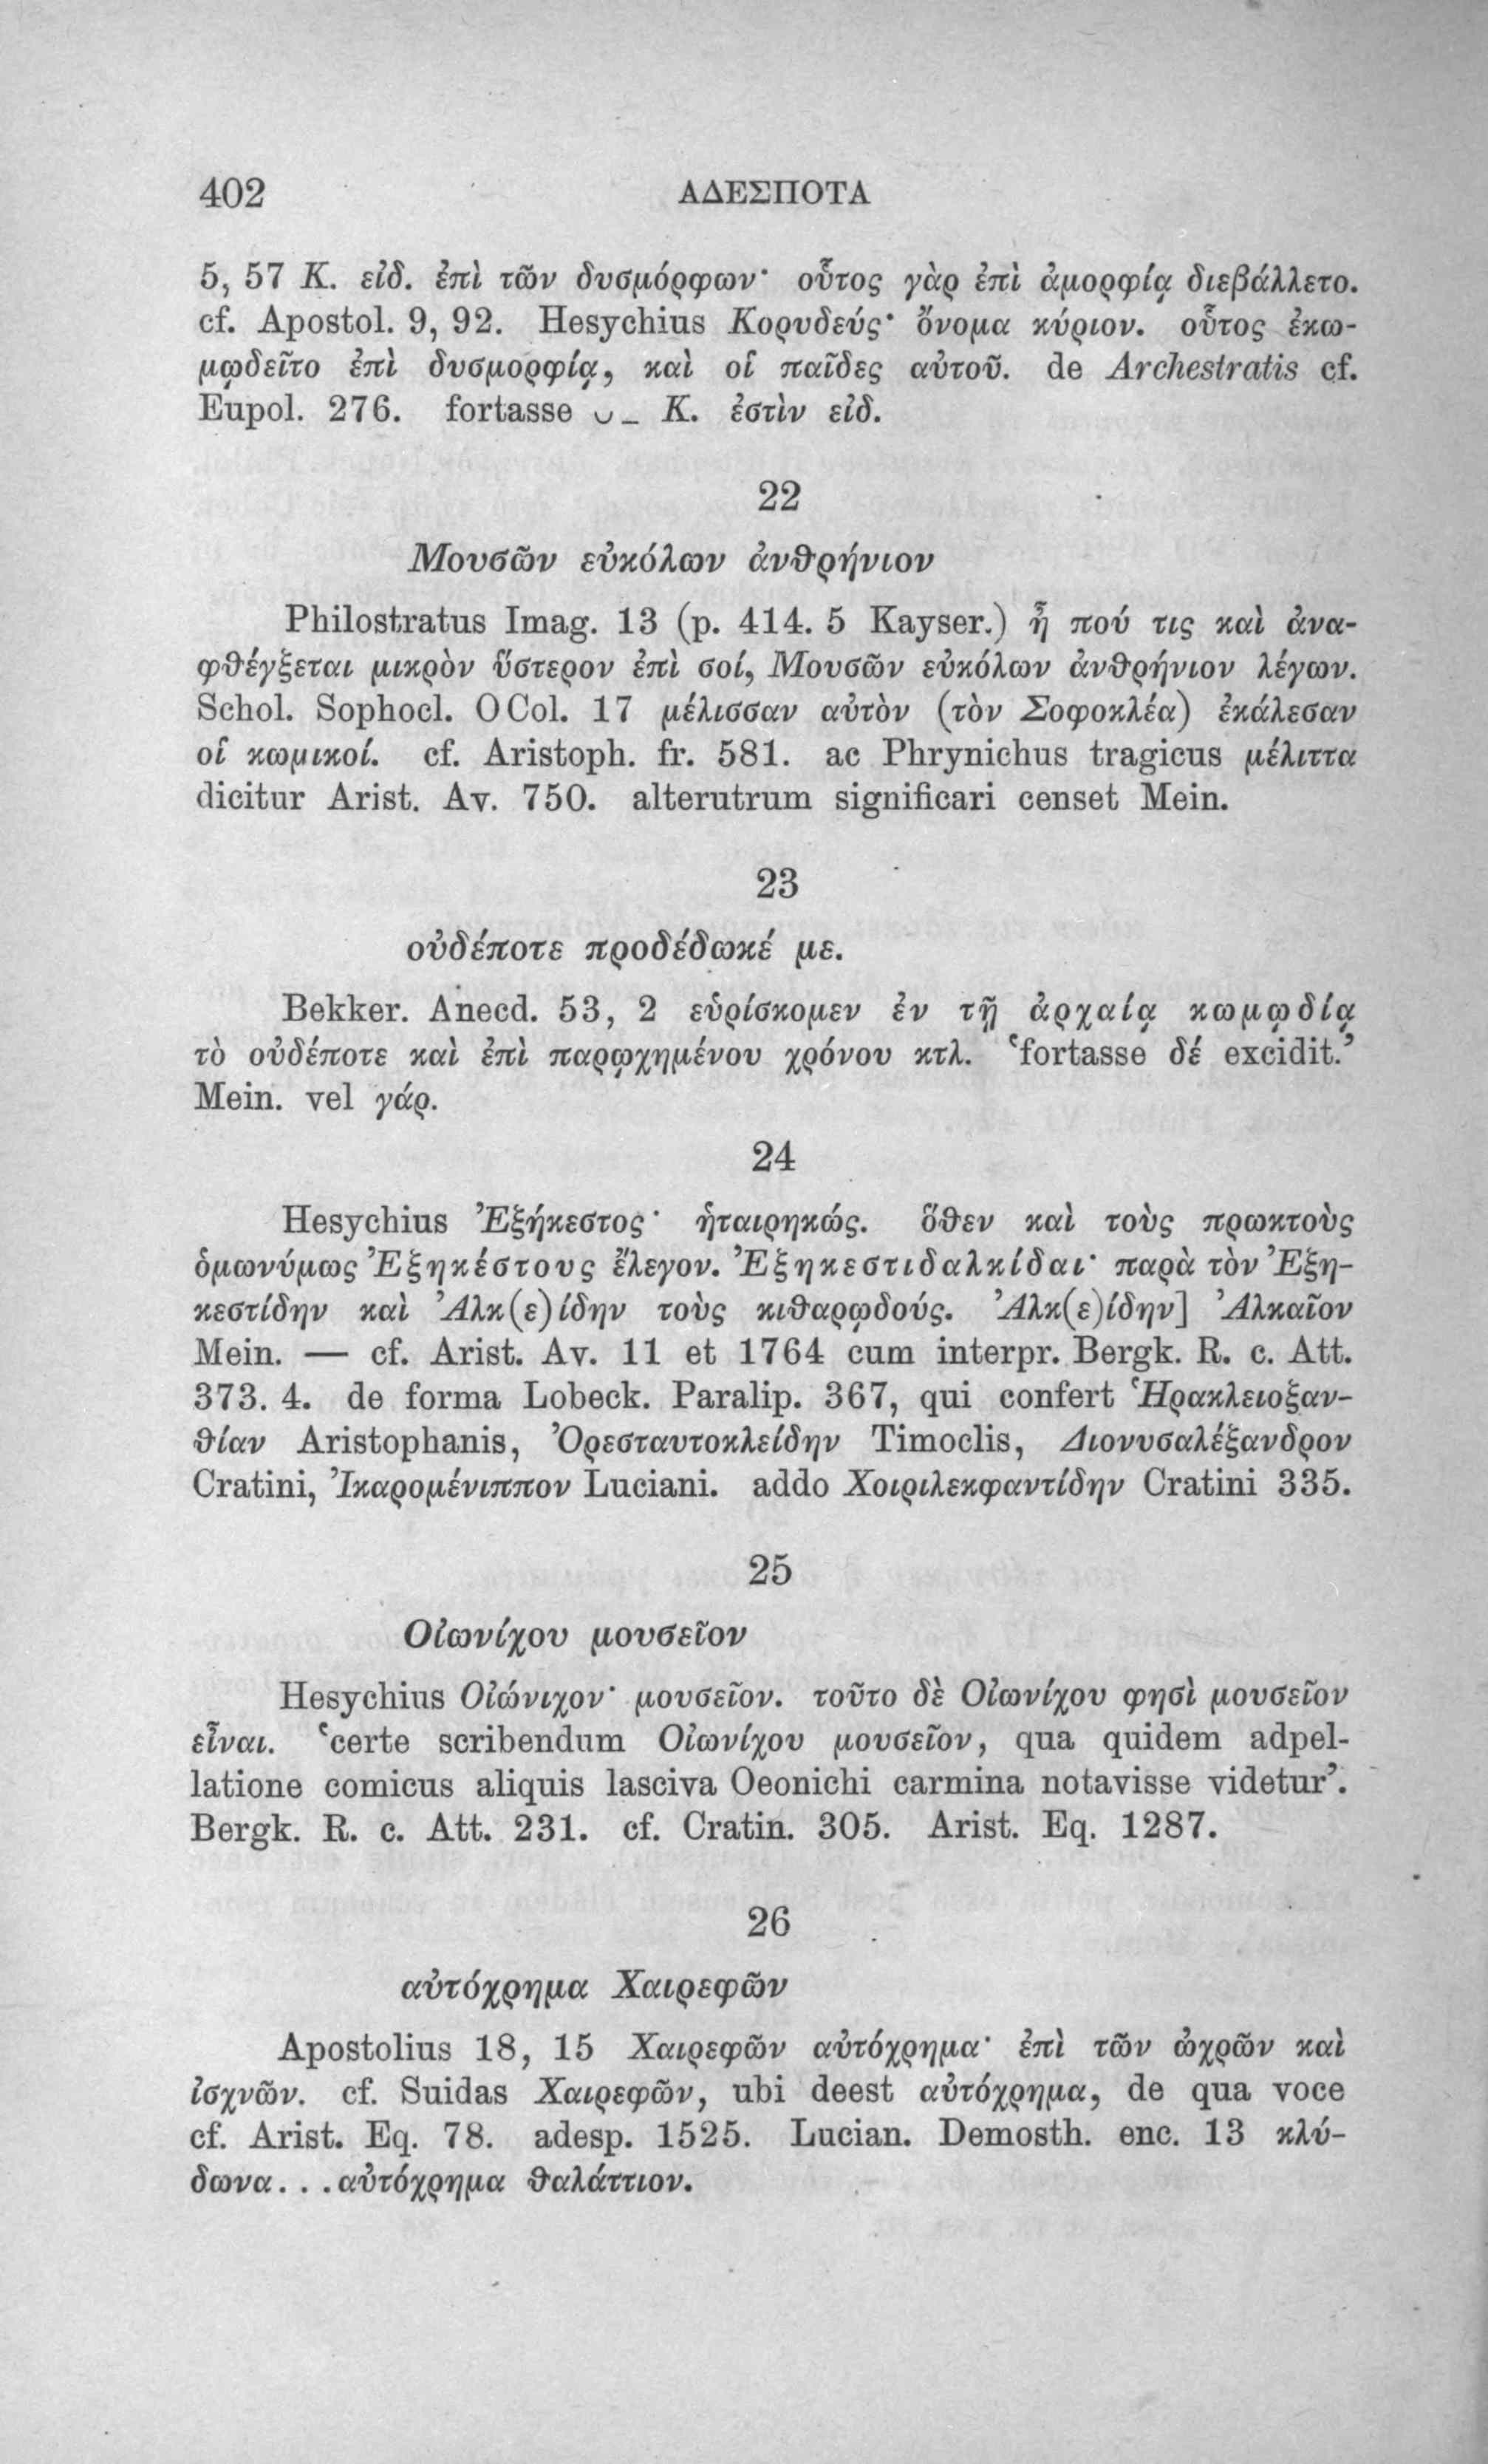 402 ΑΔΕΣΠΟΤΑ
5, 57 Κ. εἰδ. ἐπὶ τῶν δυσμόρφων· οὗτος γὰρ ἐπὶ ἀμορφίᾳ διεβάλλετο.
cf. Apostol. 9, 92. Hesychius Κορυδεύς· ὄνομα κύριον. οὗτος ἐκω-
μῳδεῖτο ἐπὶ δυσμορφίᾳ, καὶ οἱ παῖδες αὐτοῦ. de Archestratis cf.
Eupol. 276. fortasse ⏑ _ Κ. ἐστὶν εἰδ.
22
Μουσῶν εὐκόλων ἀνθρήνιον
Philostratus Imag. 13 (p. 414. 5 Kayser.) ἦ πού τις καὶ ἀνα-
φθέγξεται μικρὸν ὕστερον ἐπὶ σοί, Μουσῶν εὐκόλων ἀνθρήνιον λέγων.
Schol. Sophocl. OCol. 17 μέλισσαν αὐτὸν (τὸν Σοφοκλέα) ἐκάλεσαν
οἱ κωμικοί. cf. Aristoph. fr. 581. ac Phrynichus tragicus μέλιττα
dicitur Arist. Av. 750. alterutrum significari censet Mein.
23
οὐδέποτε προδέδωκέ με.
Bekker. Anecd. 53, 2 εὑρίσκομεν ἐν τῇ ἀρχαίᾳ κωμῳδίᾳ
τὸ οὐδέποτε καὶ ἐπὶ παρῳχημένου χρόνου κτλ. ‘fortasse δέ excidit.’
Mein. vel γάρ.
24
Hesychius Ἐξήκεστος· ἡταιρηκώς. ὅθεν καὶ τοὺς πρωκτοὺς
ὁμωνύμως Ἐξηκέστους ἔλεγον. Ἐξηκεστιδαλκίδαι· παρὰ τὸν Ἐξη-
κεστίδην καὶ Ἀλκ(ε)ίδην τοὺς κιθαρῳδούς. Ἀλκ(ε)ίδην] Ἀλκαῖον
Mein. — cf. Arist. Av. 11 et 1764 cum interpr. Bergk. R. c. Att.
373. 4. de forma Lobeck. Paralip. 367, qui confert Ἡρακλειοξαν-
θίαν Aristophanis, Ὀρεσταυτοκλείδην Timoclis, Διονυσαλέξανδρον
Cratini, Ἰκαρομένιππον Luciani. addo Χοιριλεκφαντίδην Cratini 335.
25
Οἰωνίχου μουσεῖον
Hesychius Οἰώνιχον· μουσεῖον. τοῦτο δὲ Οἰωνίχου φησὶ μουσεῖον
εἶναι. ‘certe scribendum Οἰωνίχου μουσεῖον, qua quidem adpel-
latione comicus aliquis lasciva Oeonichi carmina notavisse videtur’.
Bergk. R. c. Att. 231. cf. Cratin. 305. Arist. Eq. 1287.
26
αὐτόχρημα Χαιρεφῶν
Apostolius 18, 15 Χαιρεφῶν αὐτόχρημα· ἐπὶ τῶν ὠχρῶν καὶ
ἰσχνῶν. cf. Suidas Χαιρεφῶν, ubi deest αὐτόχρημα, de qua voce
cf. Arist. Eq. 78. adesp. 1525. Lucian. Demosth. enc. 13 κλύ-
δωνα...αὐτόχρημα θαλάττιον.